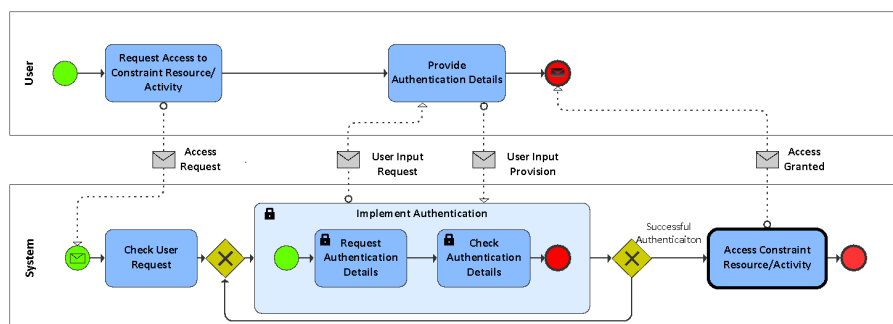 User
Request Access to
Constraint Resource/
Activity
Provide
Authentication Details
Access
Request
User Input
Request
User Input
Provision
Access
Granted
System
Check User
Request
Implement Authentication
Request
Authentication
Details
Check
Authentication
Details
Successful
Authenticaiton
Access Constraint
Resource/Activity